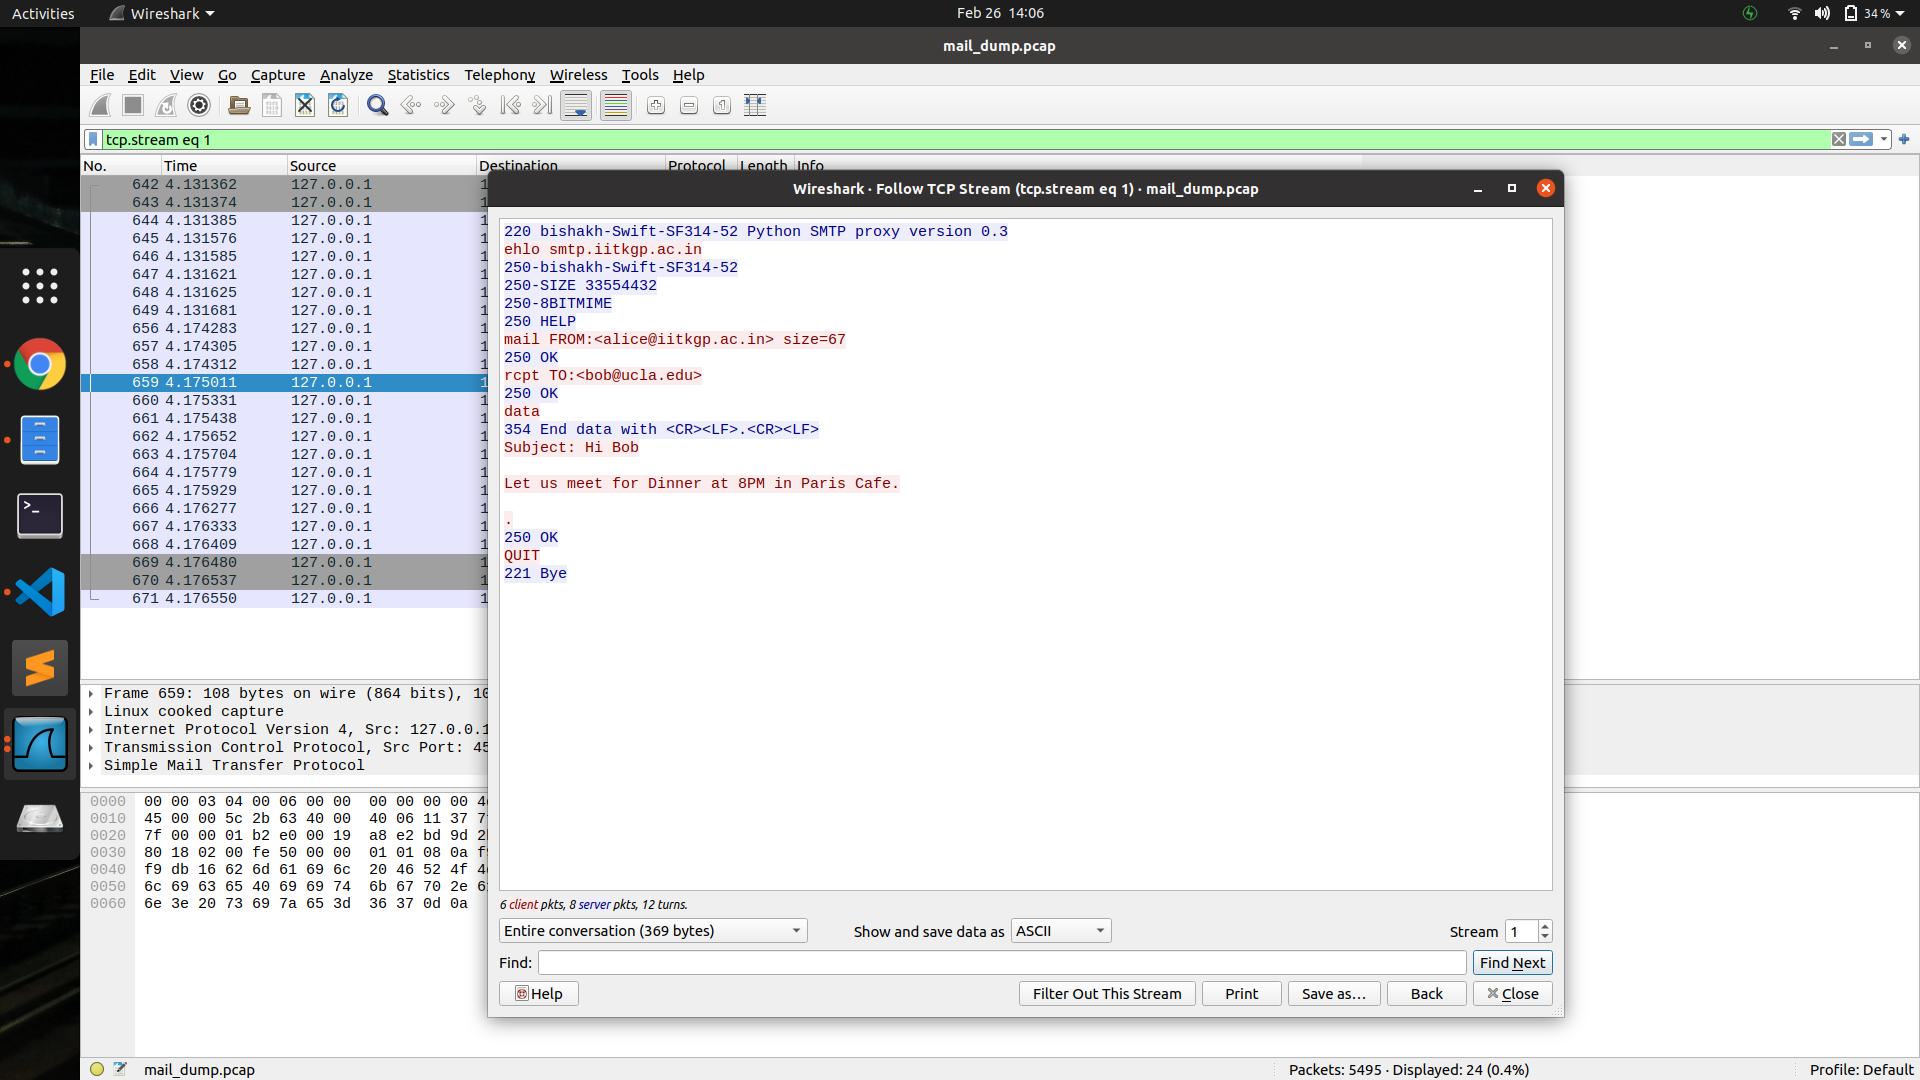 Activities Wireshark Feb 26 14:06 34 %
mail_dump.pcap
File Edit View Go Capture Analyze Statistics Telephony Wireless Tools Help
tcp.stream eq 1
No. Time Source Destination Protocol Length Info
642 4.131362 127.0.0.1 1
643 4.131374 127.0.0.1 1
644 4.131385 127.0.0.1 1
645 4.131576 127.0.0.1 1
646 4.131585 127.0.0.1 1
647 4.131621 127.0.0.1 1
648 4.131625 127.0.0.1 1
649 4.131681 127.0.0.1 1
656 4.174283 127.0.0.1 1
657 4.174305 127.0.0.1 1
658 4.174312 127.0.0.1 1
659 4.175011 127.0.0.1 1
660 4.175331 127.0.0.1 1
661 4.175438 127.0.0.1 1
662 4.175652 127.0.0.1 1
663 4.175704 127.0.0.1 1
664 4.175779 127.0.0.1 1
665 4.175929 127.0.0.1 1
666 4.176277 127.0.0.1 1
667 4.176333 127.0.0.1 1
668 4.176409 127.0.0.1 1
669 4.176480 127.0.0.1 1
670 4.176537 127.0.0.1 1
671 4.176550 127.0.0.1 1
Frame 659: 108 bytes on wire (864 bits), 10
Linux cooked capture
Internet Protocol Version 4, Src: 127.0.0.1
Transmission Control Protocol, Src Port: 45
Simple Mail Transfer Protocol
0000 00 00 03 04 00 06 00 00 00 00 00 00
0010 45 00 00 5c 2b 63 40 00 40 06 11 37
0020 7f 00 00 01 b2 e0 00 19 a8 e2 bd 9d
0030 80 18 02 00 fe 50 00 00 01 01 08 0a
0040 f9 db 16 62 6d 61 69 6c 20 46 52 4f
0050 6c 69 63 65 40 69 69 74 6b 67 70 2e
0060 6e 3e 20 73 69 7a 65 3d 36 37 0d 0a
Wireshark · Follow TCP Stream (tcp.stream eq 1) · mail_dump.pcap
220 bishakh-Swift-SF314-52 Python SMTP proxy version 0.3
ehlo smtp.iitkgp.ac.in
250-bishakh-Swift-SF314-52
250-SIZE 33554432
250-8BITMIME
250 HELP
mail FROM:<alice@iitkgp.ac.in> size=67
250 OK
rcpt TO:<bob@ucla.edu>
250 OK
data
354 End data with <CR><LF>.<CR><LF>
Subject: Hi Bob
Let us meet for Dinner at 8PM in Paris Cafe.
.
250 OK
QUIT
221 Bye
6 client pkts, 8 server pkts, 12 turns.
Entire conversation (369 bytes) Show and save data as ASCII Stream 1
Find: Find Next
Help Filter Out This Stream Print Save as… Back Close
mail_dump.pcap Packets: 5495 · Displayed: 24 (0.4%) Profile: Default